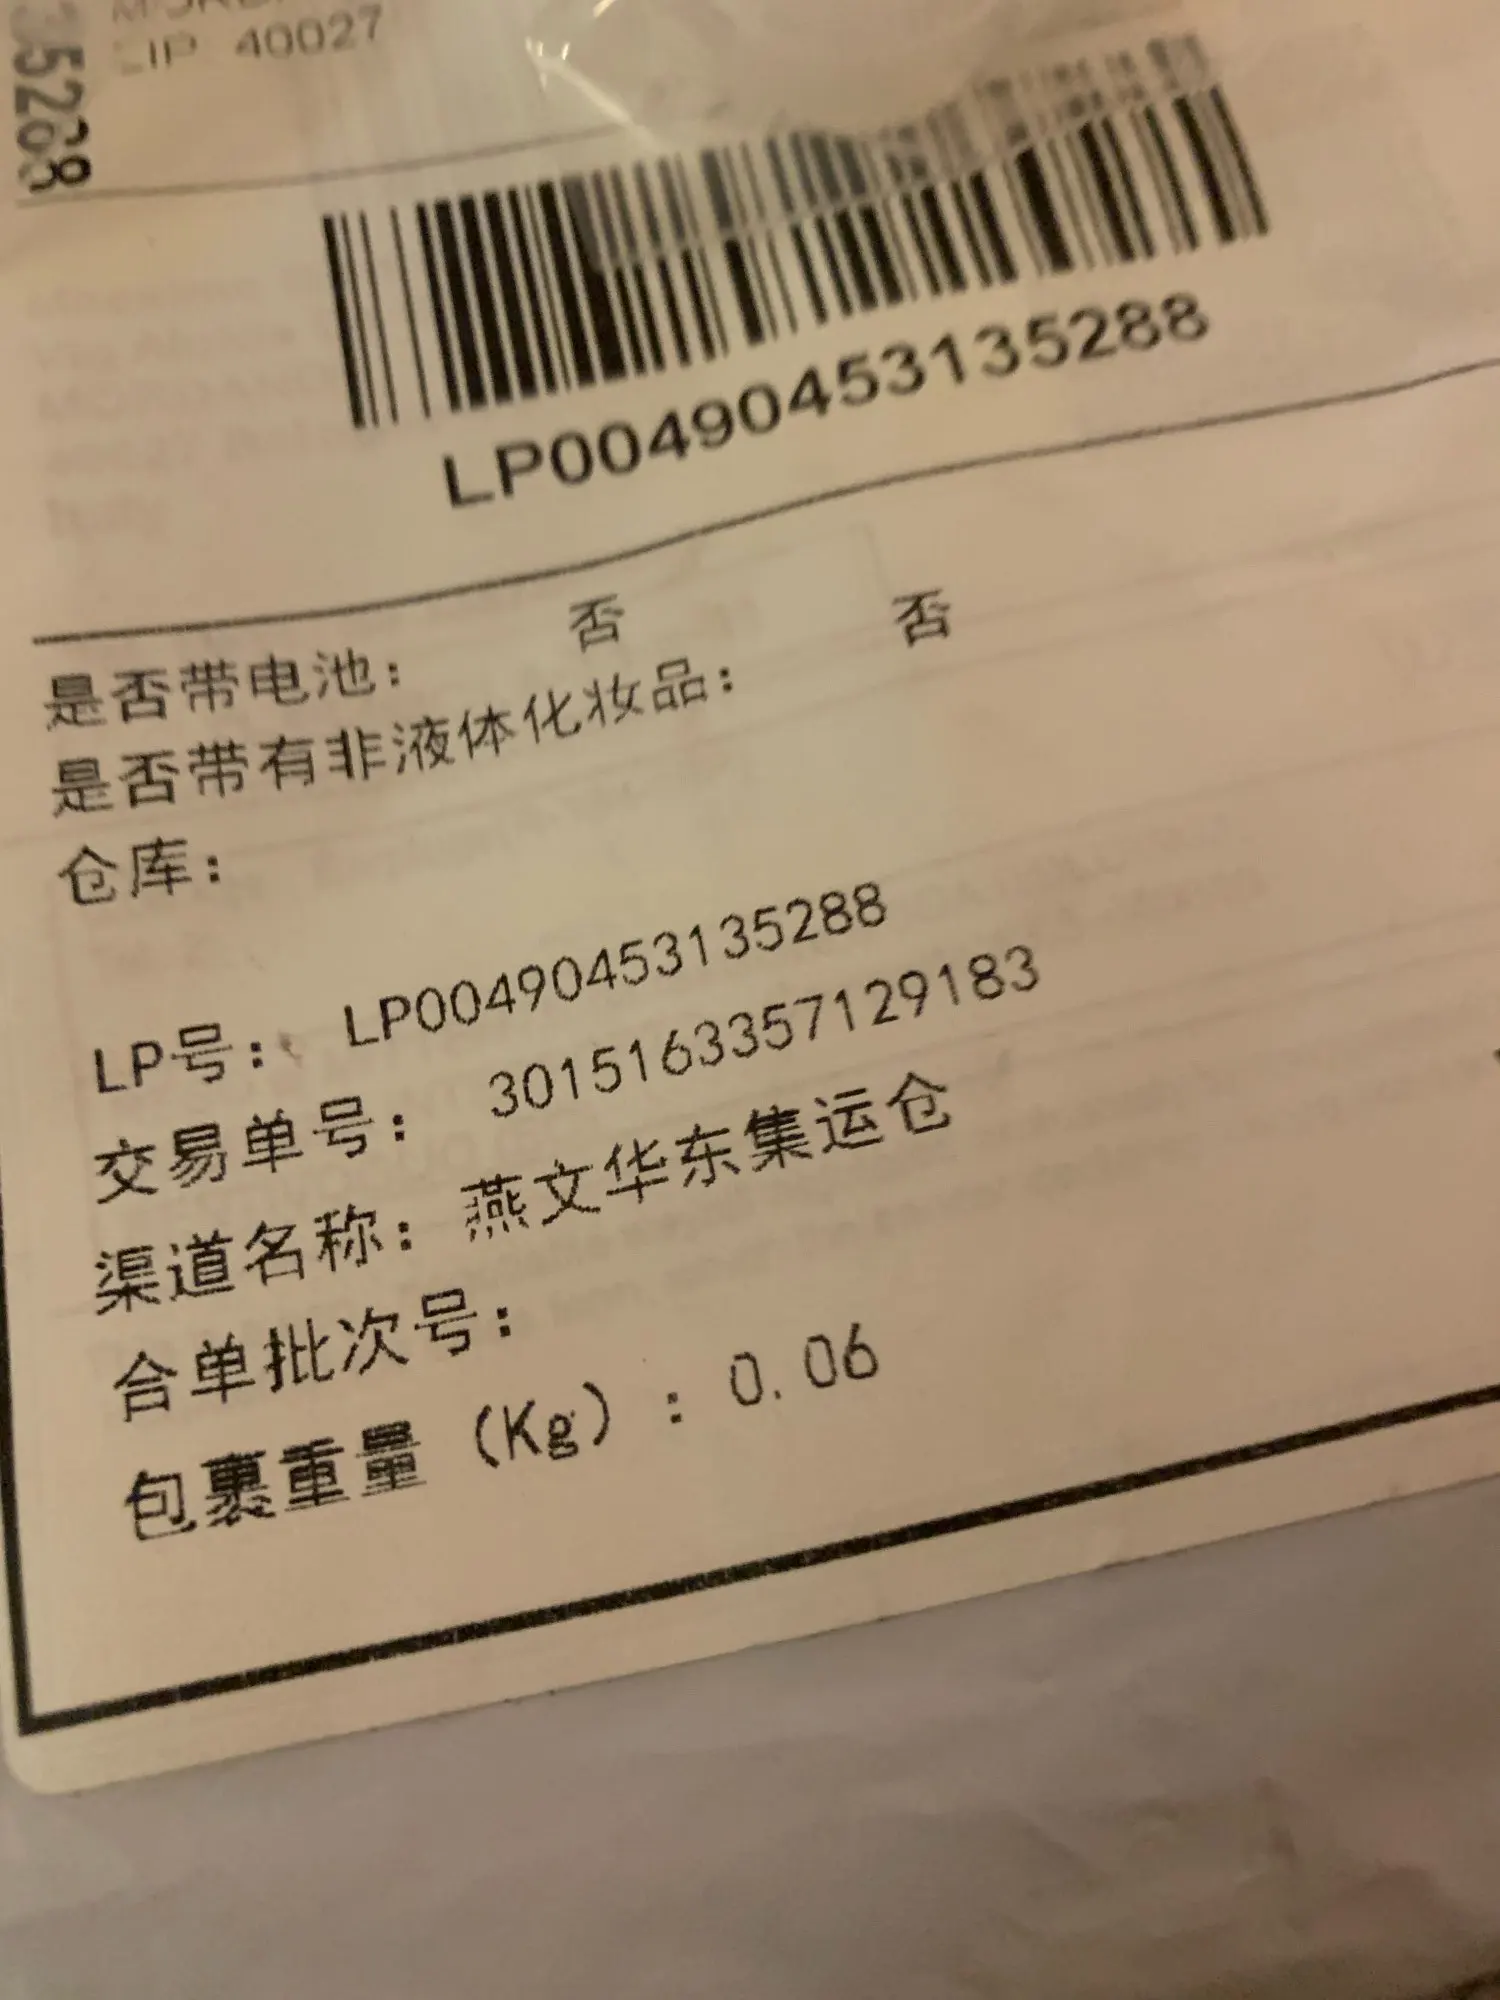 ZIP 40027
LP00490453135288
否 否
是否带电池：
是否带有非液体化妆品：
仓库：
LP号： LP00490453135288
交易单号： 3015163357129183
渠道名称：燕文华东集运仓
合单批次号：
包裹重量（Kg）：0.06